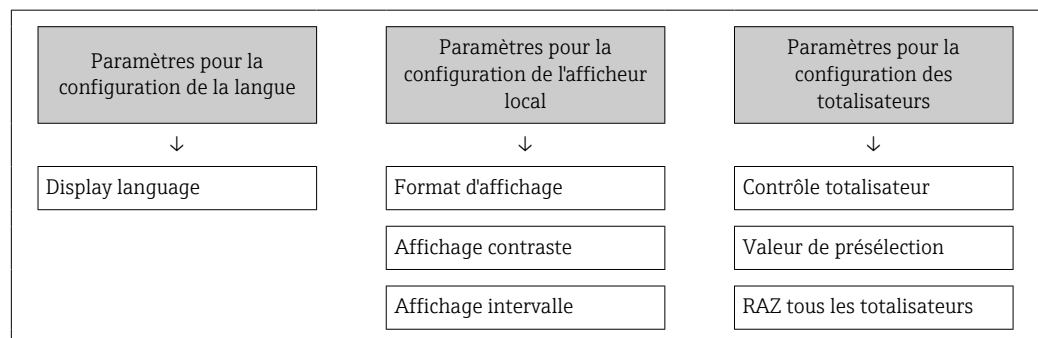 Paramètres pour la
configuration de la langue
↓
Display language
Paramètres pour la
configuration de l'afficheur
local
↓
Format d'affichage
Affichage contraste
Affichage intervalle
Paramètres pour la
configuration des
totalisateurs
↓
Contrôle totalisateur
Valeur de présélection
RAZ tous les totalisateurs